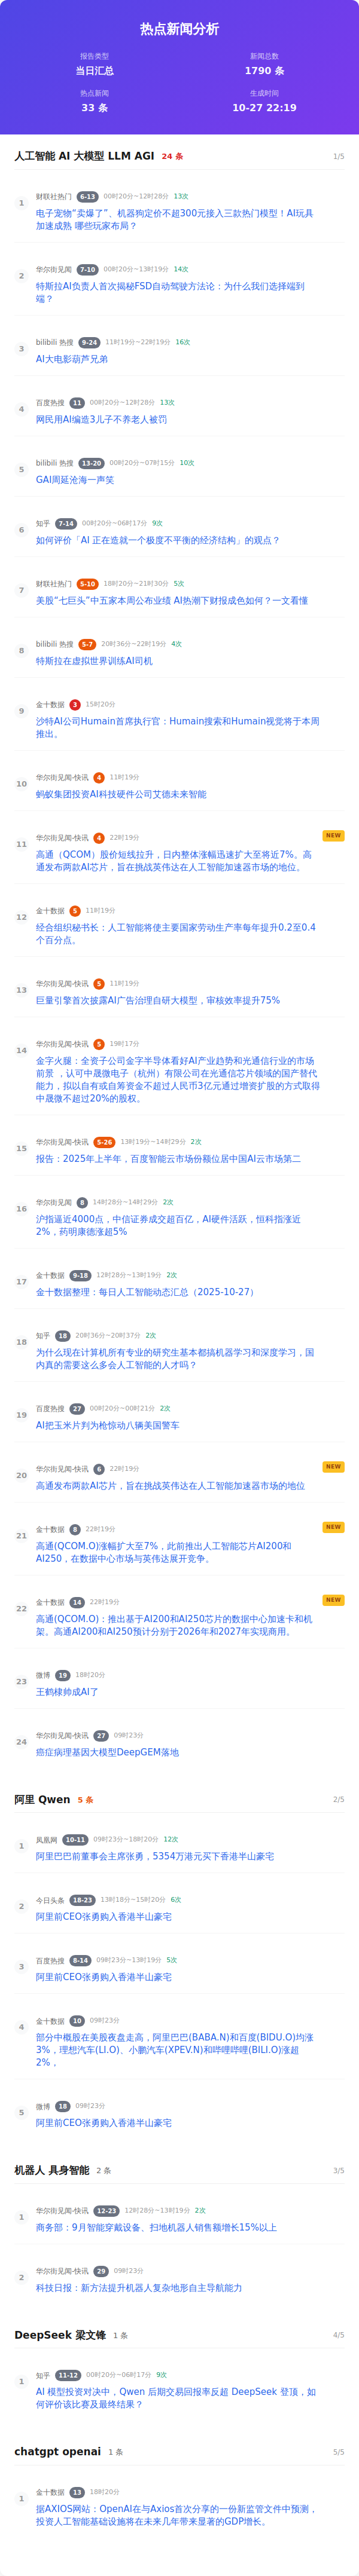 热点新闻分析
报告类型
新闻总数
当日汇总
1790 条
热点新闻
生成时间
33 条
10-27 22:19
人工智能 AI 大模型 LLM AGI 24 条 1/5
1
财联社热门 6-13 00时20分~12时28分 13次
电子宠物“卖爆了”、机器狗定价不超300元接入三款热门模型！AI玩具
加速成熟 哪些玩家布局？
2
华尔街见闻 7-10 00时20分~13时19分 14次
特斯拉AI负责人首次揭秘FSD自动驾驶方法论：为什么我们选择端到
端？
3
bilibili 热搜 9-24 11时19分~22时19分 16次
AI大电影葫芦兄弟
4
百度热搜 11 00时20分~12时28分 13次
网民用AI编造3儿子不养老人被罚
5
bilibili 热搜 13-20 00时20分~07时15分 10次
GAI周延沧海一声笑
6
知乎 7-14 00时20分~06时17分 9次
如何评价「AI 正在造就一个极度不平衡的经济结构」的观点？
7
财联社热门 5-10 18时20分~21时30分 5次
美股“七巨头”中五家本周公布业绩 AI热潮下财报成色如何？一文看懂
8
bilibili 热搜 5-7 20时36分~22时19分 4次
特斯拉在虚拟世界训练AI司机
9
金十数据 3 15时20分
沙特AI公司Humain首席执行官：Humain搜索和Humain视觉将于本周
推出。
10
华尔街见闻-快讯 4 11时19分
蚂蚁集团投资AI科技硬件公司艾德未来智能
11
华尔街见闻-快讯 4 22时19分 NEW
高通（QCOM）股价短线拉升，日内整体涨幅迅速扩大至将近7%。高
通发布两款AI芯片，旨在挑战英伟达在人工智能加速器市场的地位。
12
金十数据 5 11时19分
经合组织秘书长：人工智能将使主要国家劳动生产率每年提升0.2至0.4
个百分点。
13
华尔街见闻-快讯 5 11时19分
巨量引擎首次披露AI广告治理自研大模型，审核效率提升75%
14
华尔街见闻-快讯 5 19时17分
金字火腿：全资子公司金字半导体看好AI产业趋势和光通信行业的市场
前景 ，认可中晟微电子（杭州）有限公司在光通信芯片领域的国产替代
能力，拟以自有或自筹资金不超过人民币3亿元通过增资扩股的方式取得
中晟微不超过20%的股权。
15
华尔街见闻-快讯 5-26 13时19分~14时29分 2次
报告：2025年上半年，百度智能云市场份额位居中国AI云市场第二
16
华尔街见闻 8 14时28分~14时29分 2次
沪指逼近4000点，中信证券成交超百亿，AI硬件活跃，恒科指涨近
2%，药明康德涨超5%
17
金十数据 9-18 12时28分~13时19分 2次
金十数据整理：每日人工智能动态汇总（2025-10-27）
18
知乎 18 20时36分~20时37分 2次
为什么现在计算机所有专业的研究生基本都搞机器学习和深度学习，国
内真的需要这么多会人工智能的人才吗？
19
百度热搜 27 00时20分~00时21分 2次
AI把玉米片判为枪惊动八辆美国警车
20
华尔街见闻-快讯 6 22时19分 NEW
高通发布两款AI芯片，旨在挑战英伟达在人工智能加速器市场的地位
21
金十数据 8 22时19分 NEW
高通(QCOM.O)涨幅扩大至7%，此前推出人工智能芯片AI200和
AI250，在数据中心市场与英伟达展开竞争。
22
金十数据 14 22时19分 NEW
高通(QCOM.O)：推出基于AI200和AI250芯片的数据中心加速卡和机
架。高通AI200和AI250预计分别于2026年和2027年实现商用。
23
微博 19 18时20分
王鹤棣帅成AI了
24
华尔街见闻-快讯 27 09时23分
癌症病理基因大模型DeepGEM落地
阿里 Qwen 5 条 2/5
1
凤凰网 10-11 09时23分~18时20分 12次
阿里巴巴前董事会主席张勇，5354万港元买下香港半山豪宅
2
今日头条 18-23 13时18分~15时20分 6次
阿里前CEO张勇购入香港半山豪宅
3
百度热搜 8-14 09时23分~13时19分 5次
阿里前CEO张勇购入香港半山豪宅
4
金十数据 10 09时23分
部分中概股在美股夜盘走高，阿里巴巴(BABA.N)和百度(BIDU.O)均涨
3%，理想汽车(LI.O)、小鹏汽车(XPEV.N)和哔哩哔哩(BILI.O)涨超
2% 。
5
微博 18 09时23分
阿里前CEO张勇购入香港半山豪宅
机器人 具身智能 2 条 3/5
1
华尔街见闻-快讯 12-23 12时28分~13时19分 2次
商务部：9月智能穿戴设备、扫地机器人销售额增长15%以上
2
华尔街见闻-快讯 29 09时23分
科技日报：新方法提升机器人复杂地形自主导航能力
DeepSeek 梁文锋 1 条 4/5
1
知乎 11-12 00时20分~06时17分 9次
AI 模型投资对决中，Qwen 后期交易回报率反超 DeepSeek 登顶，如
何评价该比赛及最终结果？
chatgpt openai 1 条 5/5
1
金十数据 13 18时20分
据AXIOS网站：OpenAI在与Axios首次分享的一份新监管文件中预测，
投资人工智能基础设施将在未来几年带来显著的GDP增长。